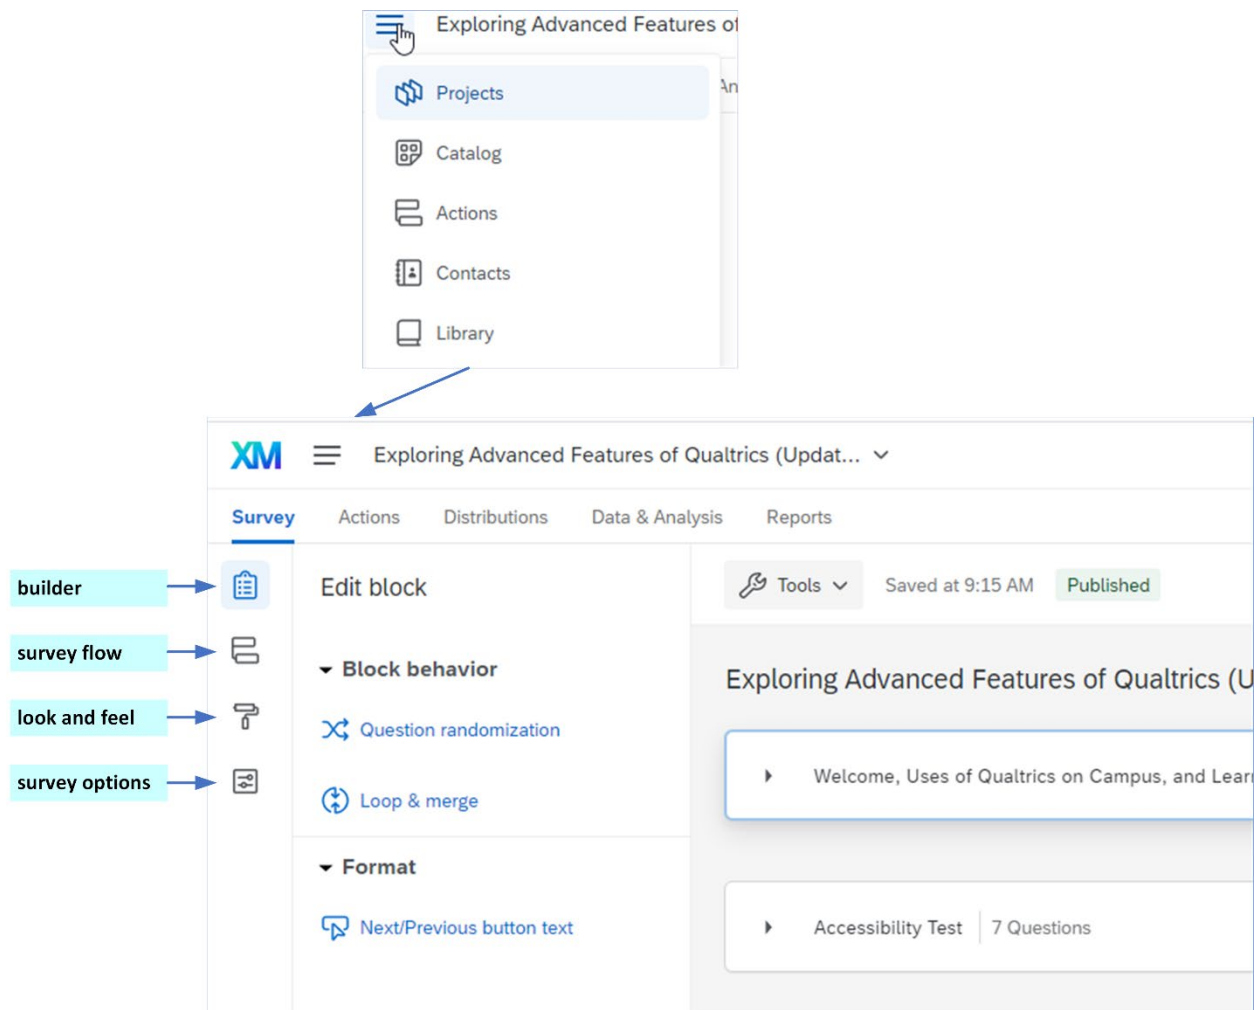 Exploring Advanced Features of
Projects
Catalog
Actions
Contacts
Library
XM
Exploring Advanced Features of Qualtrics (Updat...
Survey
Actions
Distributions
Data & Analysis
Reports
builder
survey flow
look and feel
survey options
Edit block
Block behavior
Question randomization
Loop & merge
Format
Next/Previous button text
Tools
Saved at 9:15 AM
Published
Exploring Advanced Features of Qualtrics (U
Welcome, Uses of Qualtrics on Campus, and Lear
Accessibility Test
7 Questions